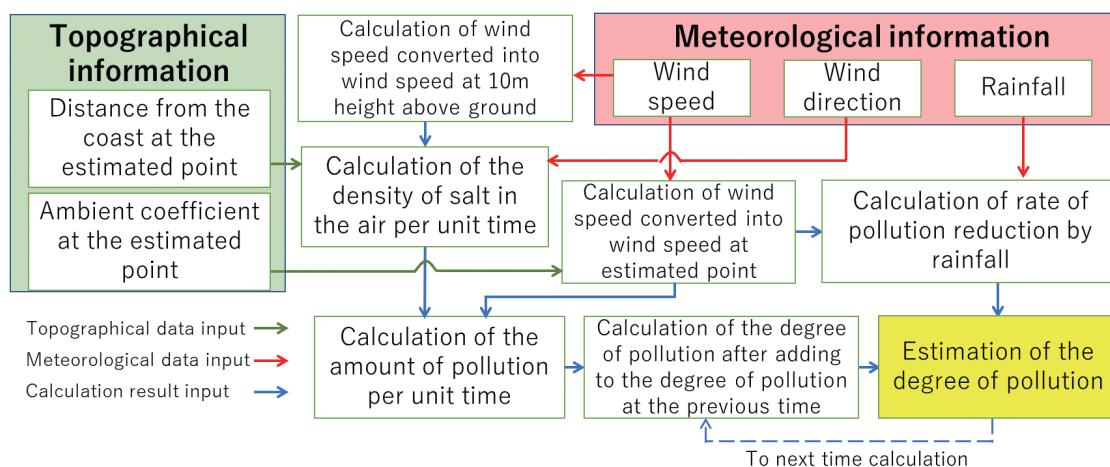 Topographical
information
Distance from the
coast at the
estimated point
Ambient coefficient
at the estimated
point
Calculation of wind
speed converted into
wind speed at 10m
height above ground
Meteorological information
Wind
speed
Wind
direction
Rainfall
Calculation of the
density of salt in
the air per unit time
Calculation of wind
speed converted into
wind speed at
estimated point
Calculation of rate of
pollution reduction by
rainfall
Topographical data input
Meteorological data input
Calculation result input
Calculation of the
amount of pollution
per unit time
Calculation of the degree
of pollution after adding
to the degree of pollution
at the previous time
Estimation of the
degree of pollution
To next time calculation